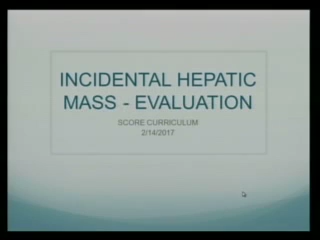 INCIDENTAL HEPATIC
MASS - EVALUATION
SCORE CURRICULUM
2/14/2017